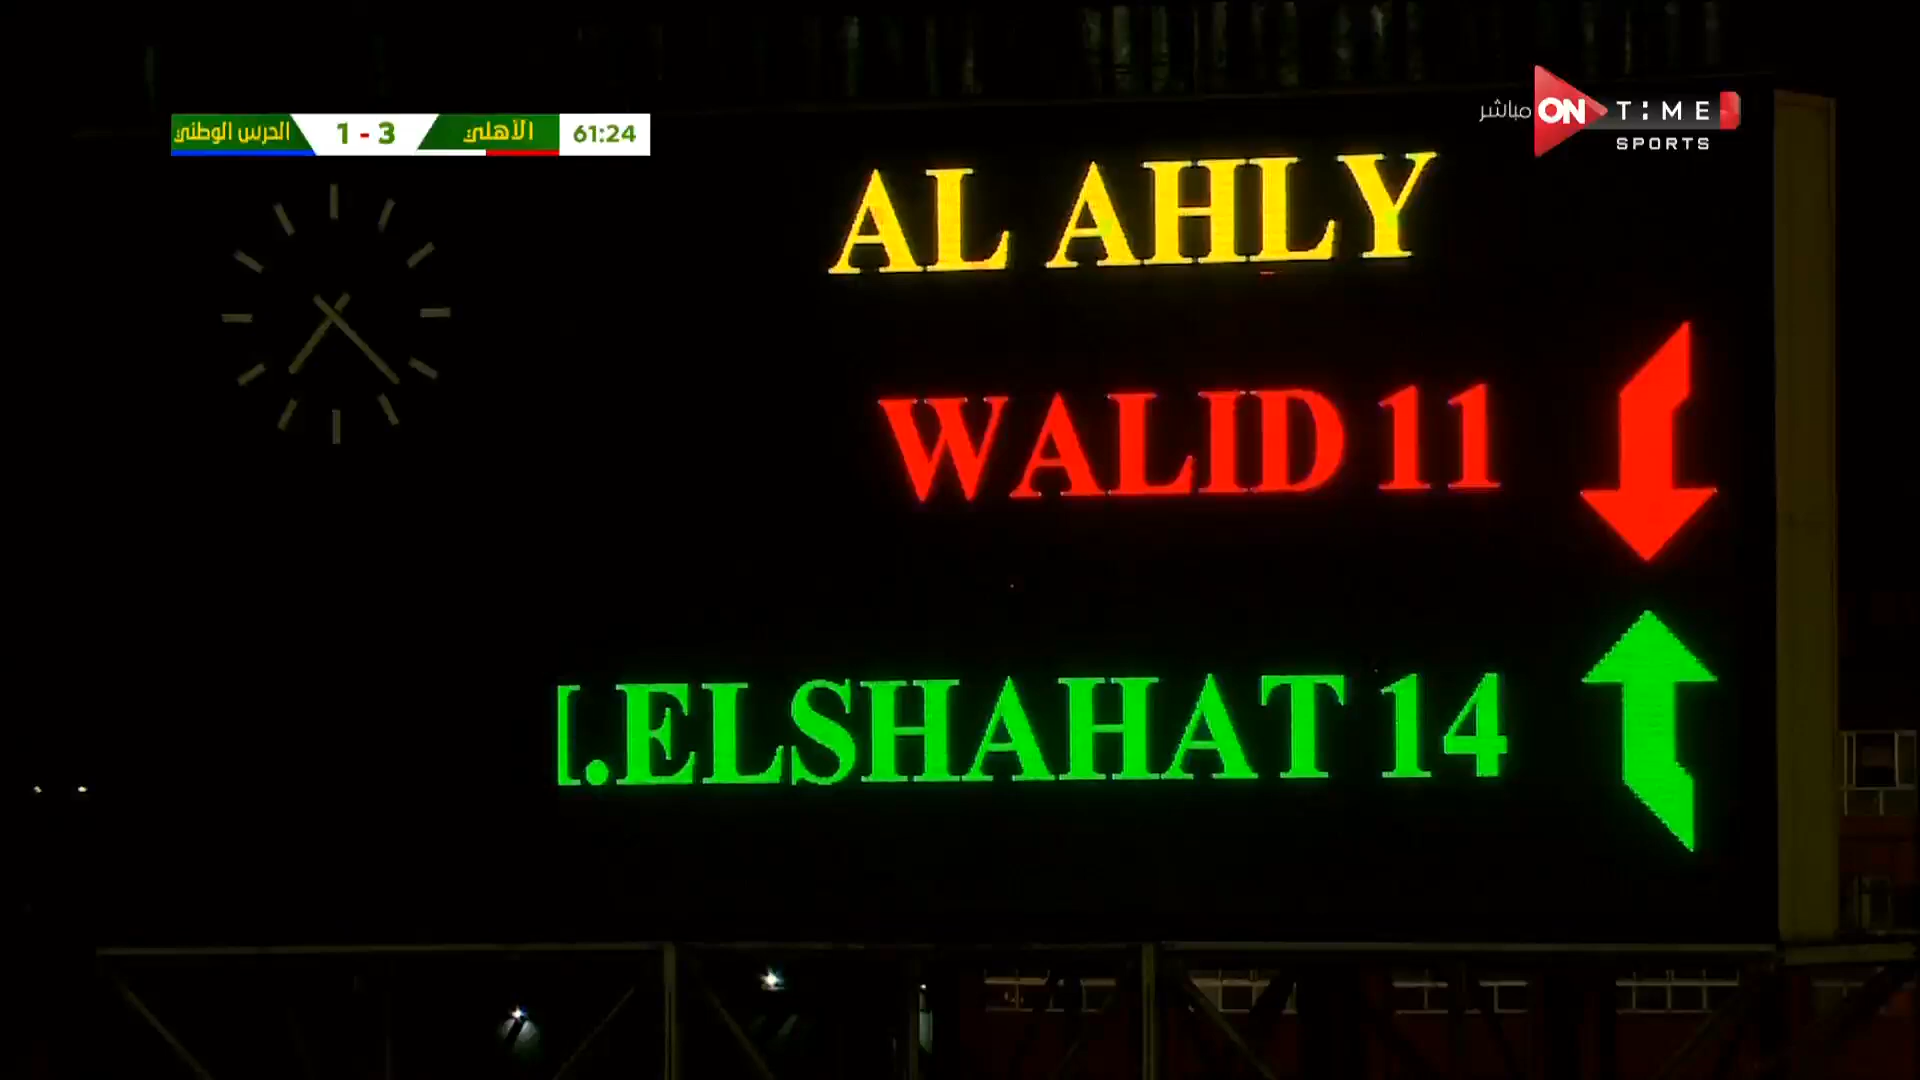 الحرس الوطني 1 - 3 الأهلي 61:24
مباشر ON TIME SPORTS
AL AHLY
WALID 11
.ELSHAHAT 14